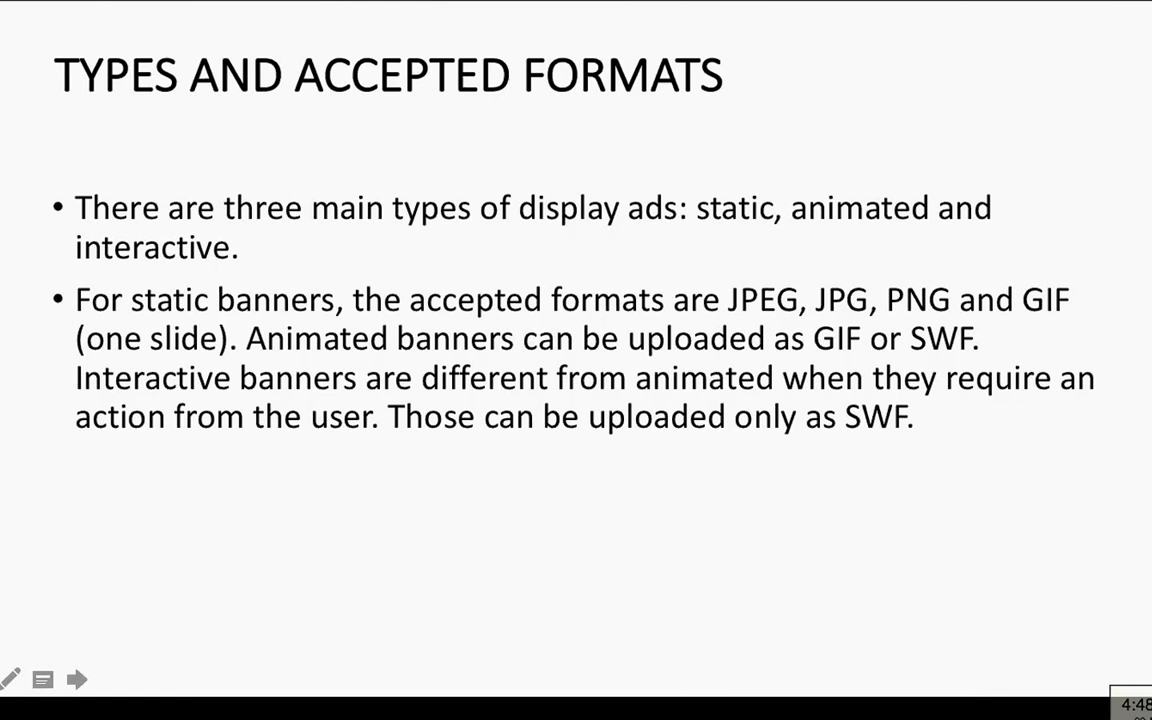 TYPES AND ACCEPTED FORMATS
• There are three main types of display ads: static, animated and
interactive.
• For static banners, the accepted formats are JPEG, JPG, PNG and GIF
(one slide). Animated banners can be uploaded as GIF or SWF.
Interactive banners are different from animated when they require an
action from the user. Those can be uploaded only as SWF.
4:48